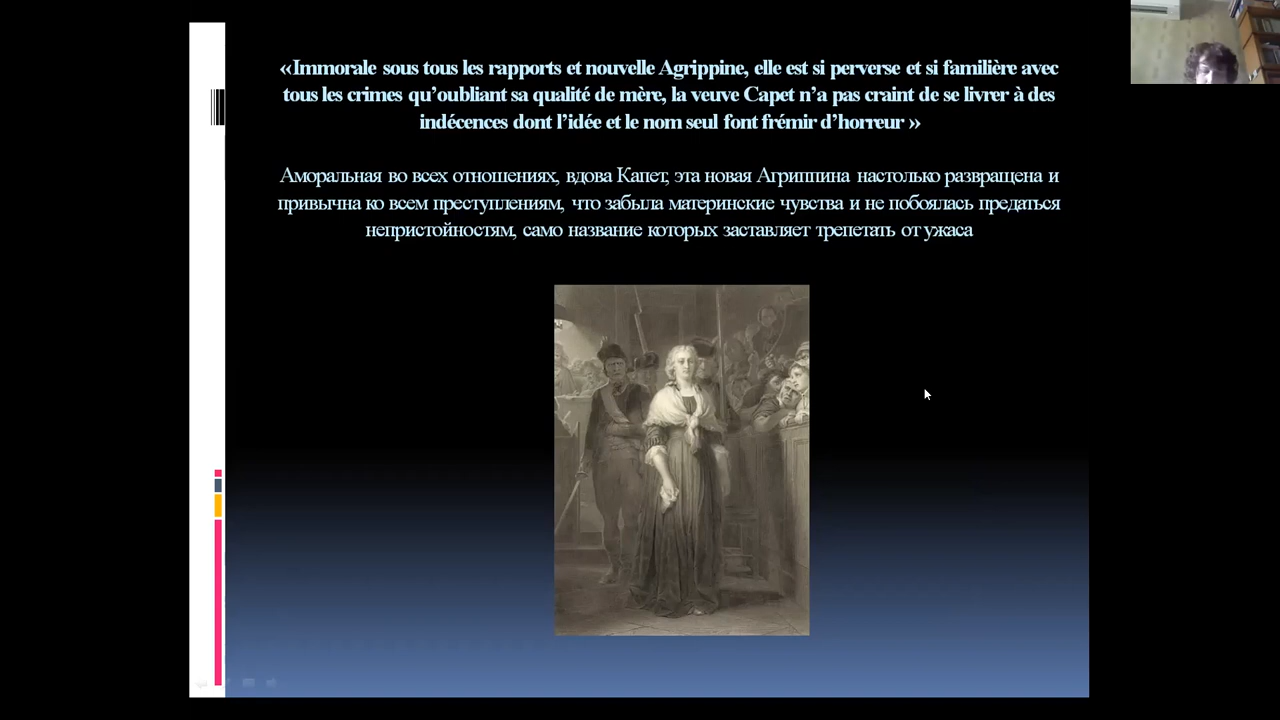 «Immorale sous tous les rapports et nouvelle Agrippine, elle est si perverse et si familière avec
tous les crimes qu’oubliant sa qualité de mère, la veuve Capet n’a pas craint de se livrer à des
indécences dont l’idée et le nom seul font frémir d’horreur »
Аморальная во всех отношениях, вдова Капет, эта новая Агриппина настолько развращена и
привычна ко всем преступлениям, что забыла материнские чувства и не побоялась предаться
непристойностям, само название которых заставляет трепетать от ужаса